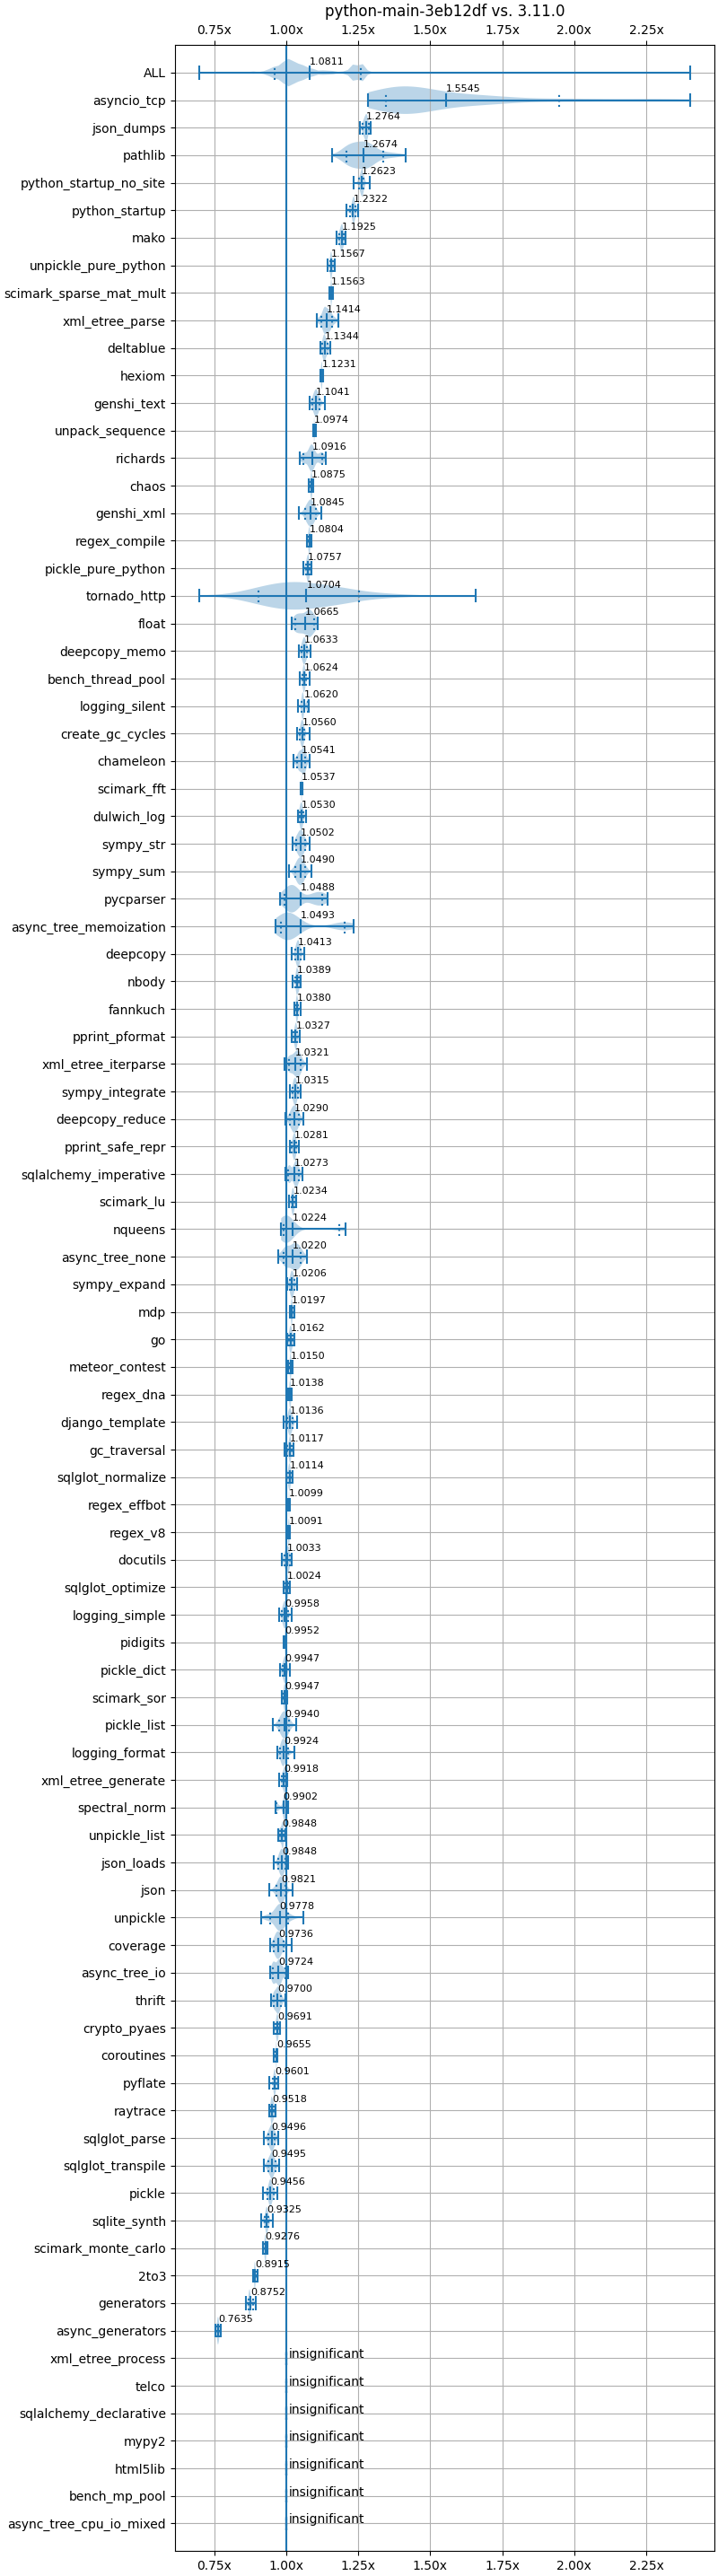 python-main-3eb12df vs. 3.11.0
0.75x 1.00x 1.25x 1.50x 1.75x 2.00x 2.25x
ALL 1.0811
asyncio_tcp 1.5545
json_dumps 1.2764
pathlib 1.2674
python_startup_no_site 1.2623
python_startup 1.2322
mako 1.1925
unpickle_pure_python 1.1567
scimark_sparse_mat_mult 1.1563
xml_etree_parse 1.1414
deltablue 1.1344
hexiom 1.1231
genshi_text 1.1041
unpack_sequence 1.0974
richards 1.0916
chaos 1.0875
genshi_xml 1.0845
regex_compile 1.0804
pickle_pure_python 1.0757
tornado_http 1.0704
float 1.0665
deepcopy_memo 1.0633
bench_thread_pool 1.0624
logging_silent 1.0620
create_gc_cycles 1.0560
chameleon 1.0541
scimark_fft 1.0537
dulwich_log 1.0530
sympy_str 1.0502
sympy_sum 1.0490
pycparser 1.0488
async_tree_memoization 1.0493
deepcopy 1.0413
nbody 1.0389
fannkuch 1.0380
pprint_pformat 1.0327
xml_etree_iterparse 1.0321
sympy_integrate 1.0315
deepcopy_reduce 1.0290
pprint_safe_repr 1.0281
sqlalchemy_imperative 1.0273
scimark_lu 1.0234
nqueens 1.0224
async_tree_none 1.0220
sympy_expand 1.0206
mdp 1.0197
go 1.0162
meteor_contest 1.0150
regex_dna 1.0138
django_template 1.0136
gc_traversal 1.0117
sqlglot_normalize 1.0114
regex_effbot 1.0099
regex_v8 1.0091
docutils 1.0033
sqlglot_optimize 1.0024
logging_simple 0.9958
pidigits 0.9952
pickle_dict 0.9947
scimark_sor 0.9947
pickle_list 0.9940
logging_format 0.9924
xml_etree_generate 0.9918
spectral_norm 0.9902
unpickle_list 0.9848
json_loads 0.9848
json 0.9821
unpickle 0.9778
coverage 0.9736
async_tree_io 0.9724
thrift 0.9700
crypto_pyaes 0.9691
coroutines 0.9655
pyflate 0.9601
raytrace 0.9518
sqlglot_parse 0.9496
sqlglot_transpile 0.9495
pickle 0.9456
sqlite_synth 0.9325
scimark_monte_carlo 0.9276
2to3 0.8915
generators 0.8752
async_generators 0.7635
xml_etree_process insignificant
telco insignificant
sqlalchemy_declarative insignificant
mypy2 insignificant
html5lib insignificant
bench_mp_pool insignificant
async_tree_cpu_io_mixed insignificant
0.75x 1.00x 1.25x 1.50x 1.75x 2.00x 2.25x